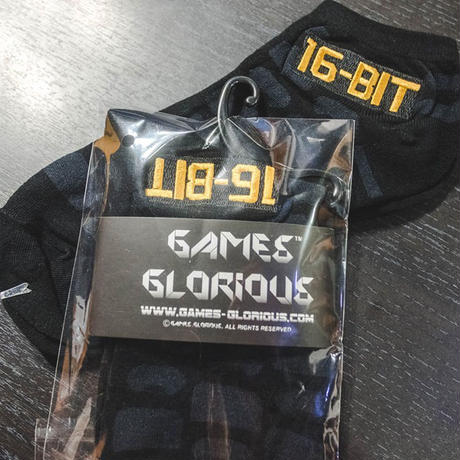 16-BIT
16-BIT
GAMES™
GLORIOUS
WWW.GAMES-GLORIOUS.COM
©GAMES GLORIOUS, ALL RIGHTS RESERVED